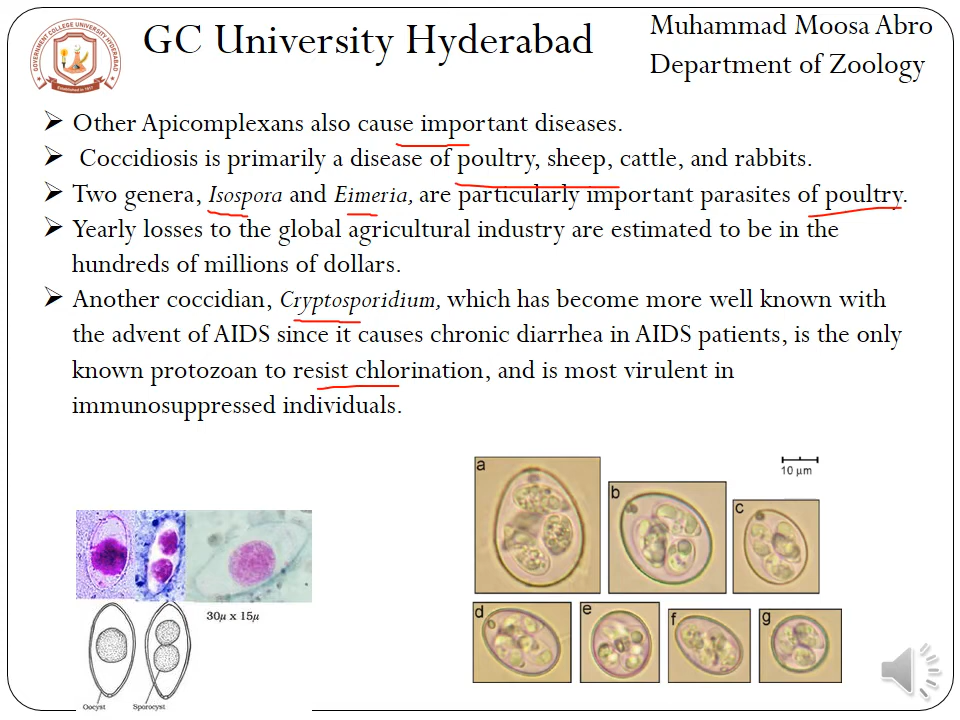 GOVERNMENT COLLEGE UNIVERSITY HYDERABAD
GC University Hyderabad
Muhammad Moosa Abro
Department of Zoology
➢ Other Apicomplexans also cause important diseases.
➢ Coccidiosis is primarily a disease of poultry, sheep, cattle, and rabbits.
➢ Two genera, Isospora and Eimeria, are particularly important parasites of poultry.
➢ Yearly losses to the global agricultural industry are estimated to be in the
hundreds of millions of dollars.
➢ Another coccidian, Cryptosporidium, which has become more well known with
the advent of AIDS since it causes chronic diarrhea in AIDS patients, is the only
known protozoan to resist chlorination, and is most virulent in
immunosuppressed individuals.
a
b
c
10 μm
d
e
f
g
30μ x 15μ
Oocyst
Sporocyst